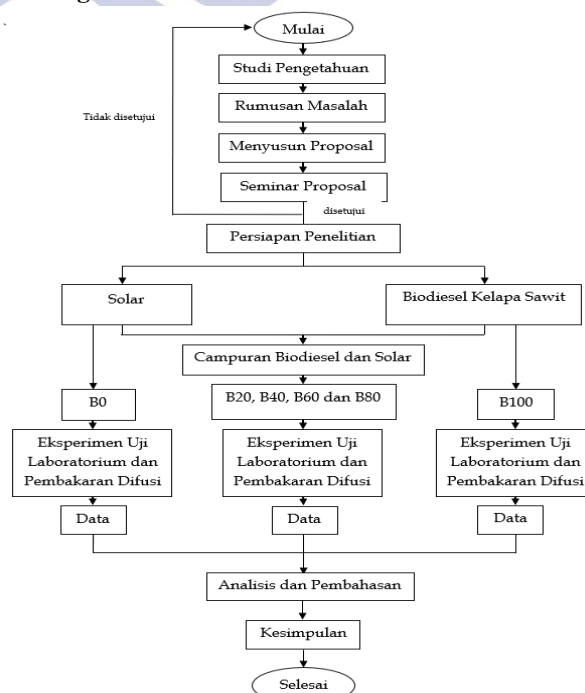 Mulai
Studi Pengetahuan
Rumusan Masalah
Tidak disetujui
Menyusun Proposal
Seminar Proposal
disetujui
Persiapan Penelitian
Solar
Biodiesel Kelapa Sawit
Campuran Biodiesel dan Solar
B0
B20, B40, B60 dan B80
B100
Eksperimen Uji
Laboratorium dan
Pembakaran Difusi
Eksperimen Uji
Laboratorium dan
Pembakaran Difusi
Eksperimen Uji
Laboratorium dan
Pembakaran Difusi
Data
Data
Data
Analisis dan Pembahasan
Kesimpulan
Selesai